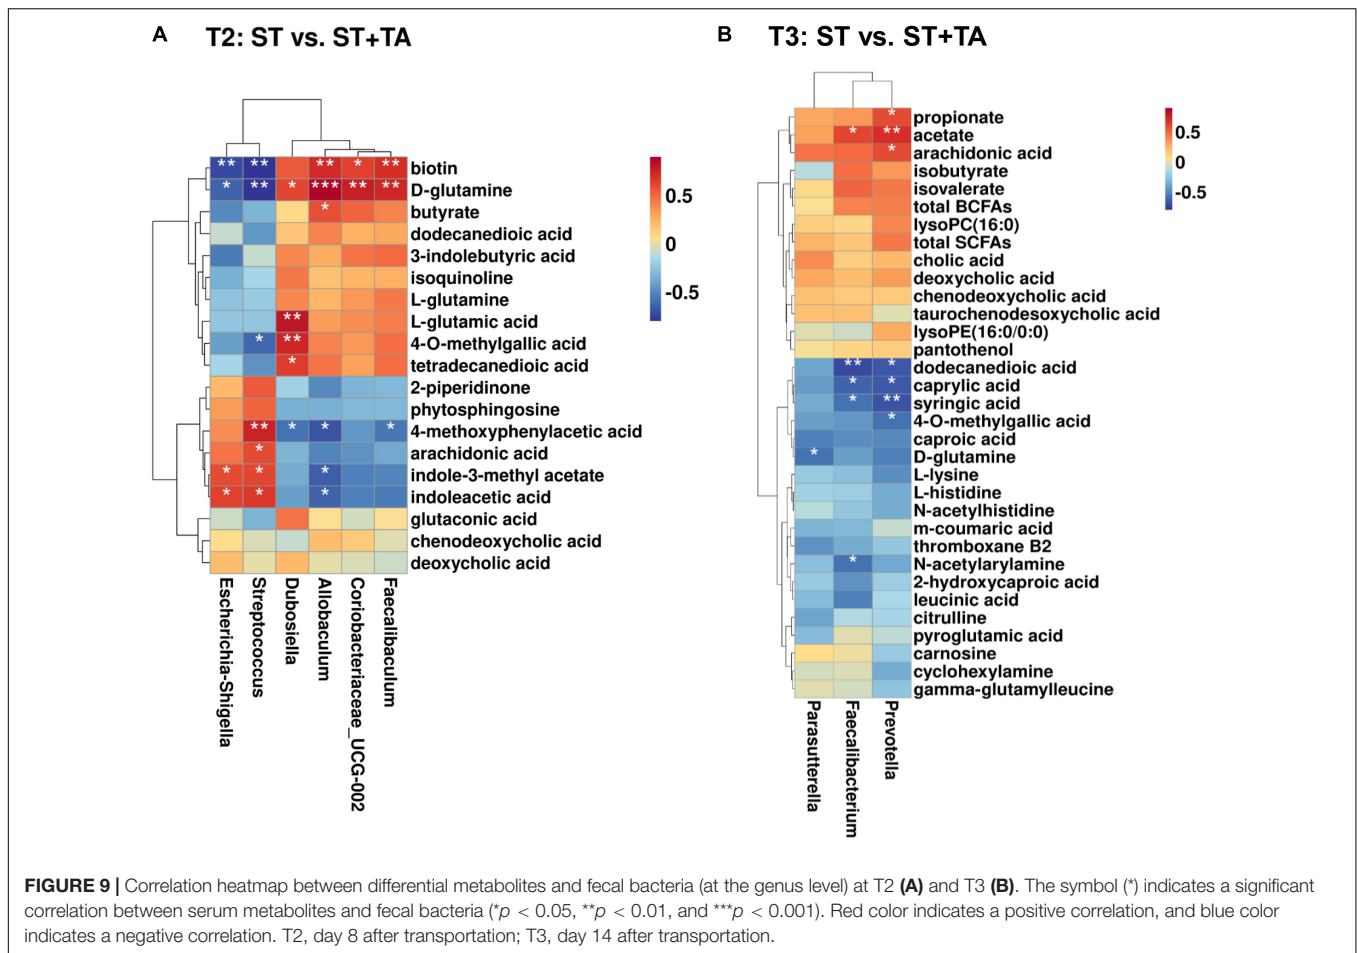 A T2: ST vs. ST+TA
biotin
D-glutamine
butyrate
dodecanedioic acid
3-indolebutyric acid
isoquinoline
L-glutamine
L-glutamic acid
4-O-methylgallic acid
tetradecanedioic acid
2-piperidinone
phytosphingosine
4-methoxyphenylacetic acid
arachidonic acid
indole-3-methyl acetate
indoleacetic acid
glutaconic acid
chenodeoxycholic acid
deoxycholic acid
** ** ** * **
* ** * *** ** **
*
**
* **
*
** * * *
*
* * *
* * *
Escherichia-Shigella
Streptococcus
Dubosiella
Allobaculum
Coriobacteriaceae_UCG-002
Faecalibaculum
0.5
0
-0.5
B T3: ST vs. ST+TA
propionate
acetate
arachidonic acid
isobutyrate
isovalerate
total BCFAs
lysoPC(16:0)
total SCFAs
cholic acid
deoxycholic acid
chenodeoxycholic acid
taurochenodesoxycholic acid
lysoPE(16:0/0:0)
pantothenol
dodecanedioic acid
caprylic acid
syringic acid
4-O-methylgallic acid
caproic acid
D-glutamine
L-lysine
L-histidine
N-acetylhistidine
m-coumaric acid
thromboxane B2
N-acetylarylamine
2-hydroxycaproic acid
leucinic acid
citrulline
pyroglutamic acid
carnosine
cyclohexylamine
gamma-glutamylleucine
*
* **
*
** *
* *
* **
*
*
*
Parasutterella
Faecalibacterium
Prevotella
0.5
0
-0.5
FIGURE 9 | Correlation heatmap between differential metabolites and fecal bacteria (at the genus level) at T2 (A) and T3 (B). The symbol (*) indicates a significant
correlation between serum metabolites and fecal bacteria (*p < 0.05, **p < 0.01, and ***p < 0.001). Red color indicates a positive correlation, and blue color
indicates a negative correlation. T2, day 8 after transportation; T3, day 14 after transportation.